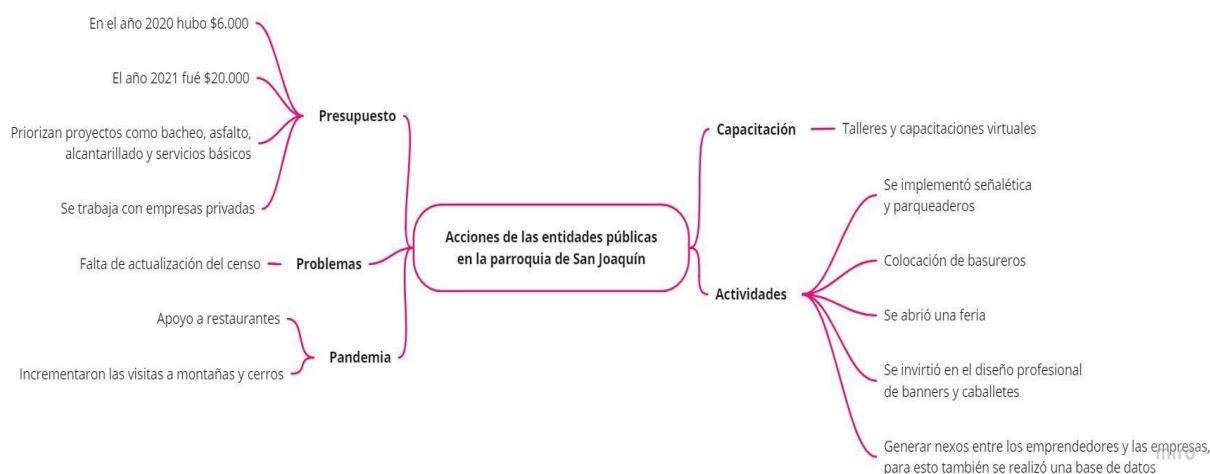 En el año 2020 hubo $6.000
El año 2021 fué $20.000
Presupuesto
Priorizan proyectos como bacheo, asfalto,
alcantarillado y servicios básicos
Se trabaja con empresas privadas
Falta de actualización del censo
Problemas
Apoyo a restaurantes
Pandemia
Incrementaron las visitas a montañas y cerros
Acciones de las entidades públicas
en la parroquia de San Joaquín
Capacitación
Talleres y capacitaciones virtuales
Se implementó señalética
y parqueaderos
Colocación de basureros
Actividades
Se abrió una feria
Se invirtió en el diseño profesional
de banners y caballetes
Generar nexos entre los emprendedores y las empresas,
para esto también se realizó una base de datos
miro